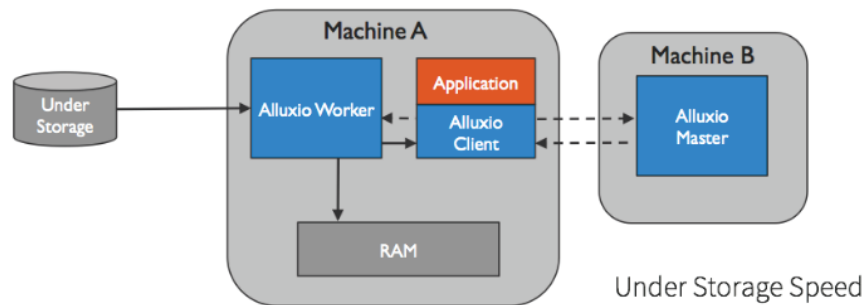 Machine A
Machine B
Under
Storage
Alluxio Worker
Application
Alluxio
Client
Alluxio
Master
RAM
Under Storage Speed